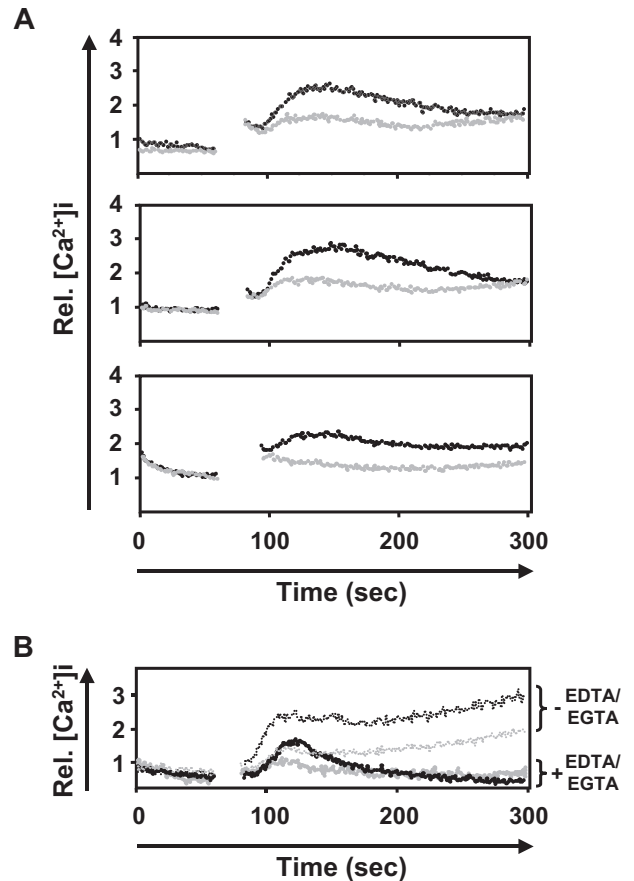 A
4
3
2
1
4
3
2
1
4
3
2
1
Rel. [Ca²⁺]i
0 100 200 300
Time (sec)
B
3
2
1
Rel. [Ca²⁺]i
- EDTA/
EGTA
+ EDTA/
EGTA
0 100 200 300
Time (sec)